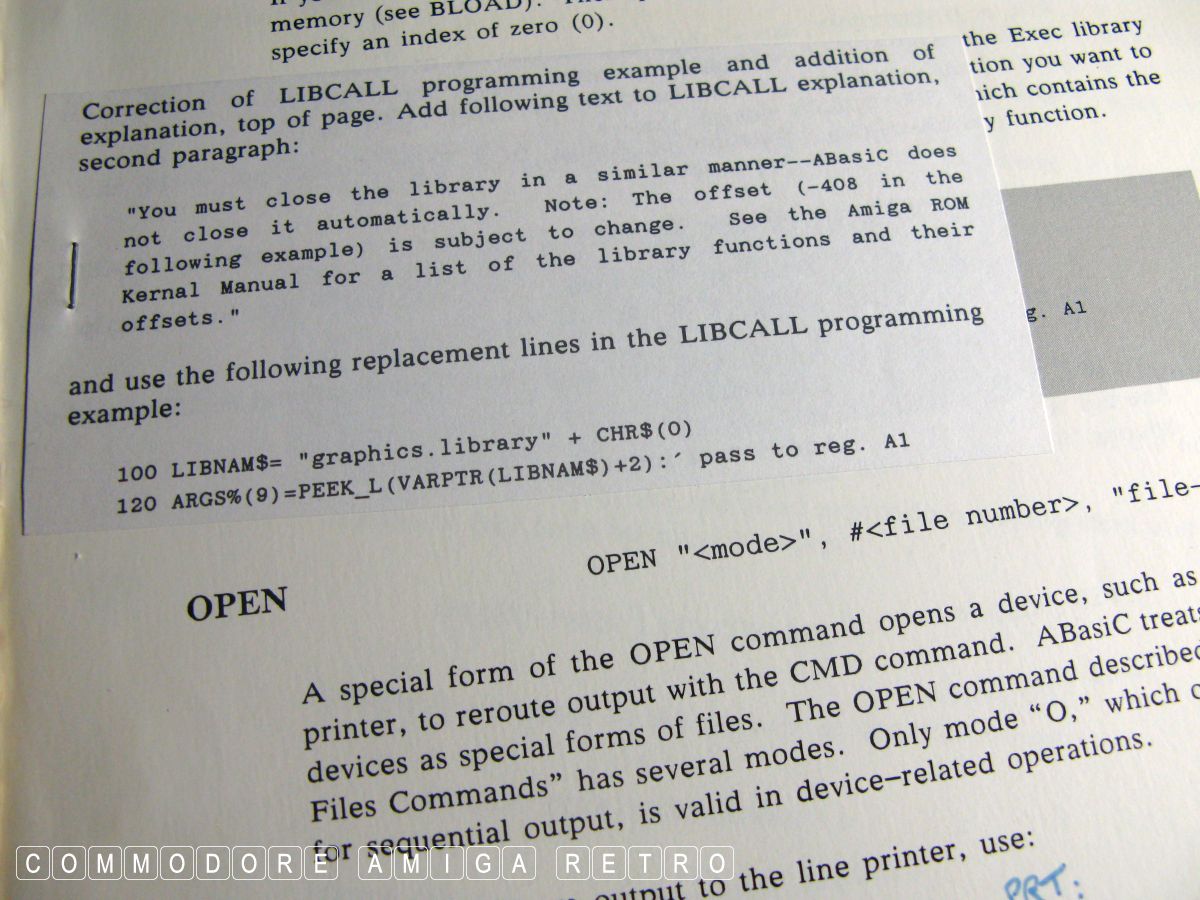 memory (see BLOAD).
specify an index of zero (0).
the Exec library
tion you want to
hich contains the
y function.
Correction of LIBCALL programming example and addition of
explanation, top of page. Add following text to LIBCALL explanation,
second paragraph:
"You must close the library in a similar manner--ABasiC does
not close it automatically. Note: The offset (-408 in the
following example) is subject to change. See the Amiga ROM
Kernal Manual for a list of the library functions and their
offsets."
g. A1
and use the following replacement lines in the LIBCALL programming
example:
100 LIBNAM$= "graphics.library" + CHR$(0)
120 ARGS%(9)=PEEK_L(VARPTR(LIBNAM$)+2):´ pass to reg. A1
OPEN "<mode>", #<file number>, "file-
OPEN
A special form of the OPEN command opens a device, such as
printer, to reroute output with the CMD command. ABasiC treats
devices as special forms of files. The OPEN command described
Files Commands” has several modes. Only mode “O,” which o
for sequential output, is valid in device-related operations.
output to the line printer, use:
PRT:
COMMODORE AMIGA RETRO